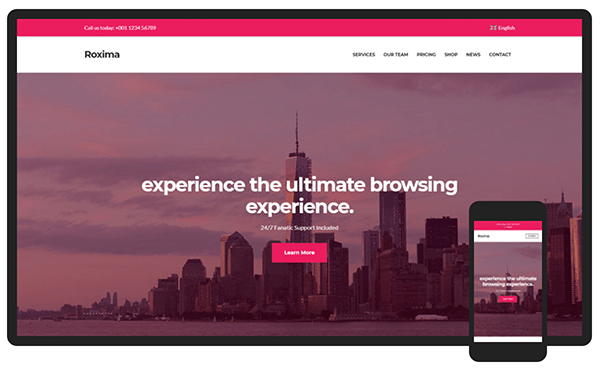 Call us today: +001 1234 56789
English
Roxima
SERVICES OUR TEAM PRICING SHOP NEWS CONTACT
experience the ultimate browsing
experience.
24/7 Fanatic Support Included
Learn More
Roxima
experience the ultimate
browsing experience.